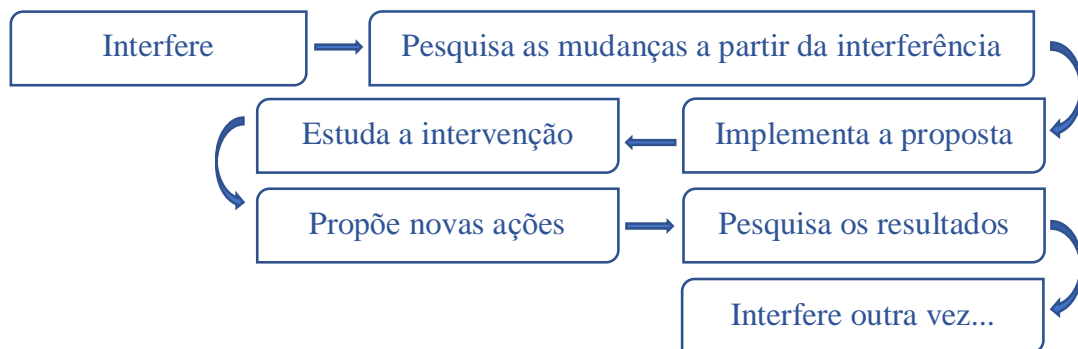 Interfere
Pesquisa as mudanças a partir da interferência
Implementa a proposta
Estuda a intervenção
Propõe novas ações
Pesquisa os resultados
Interfere outra vez...